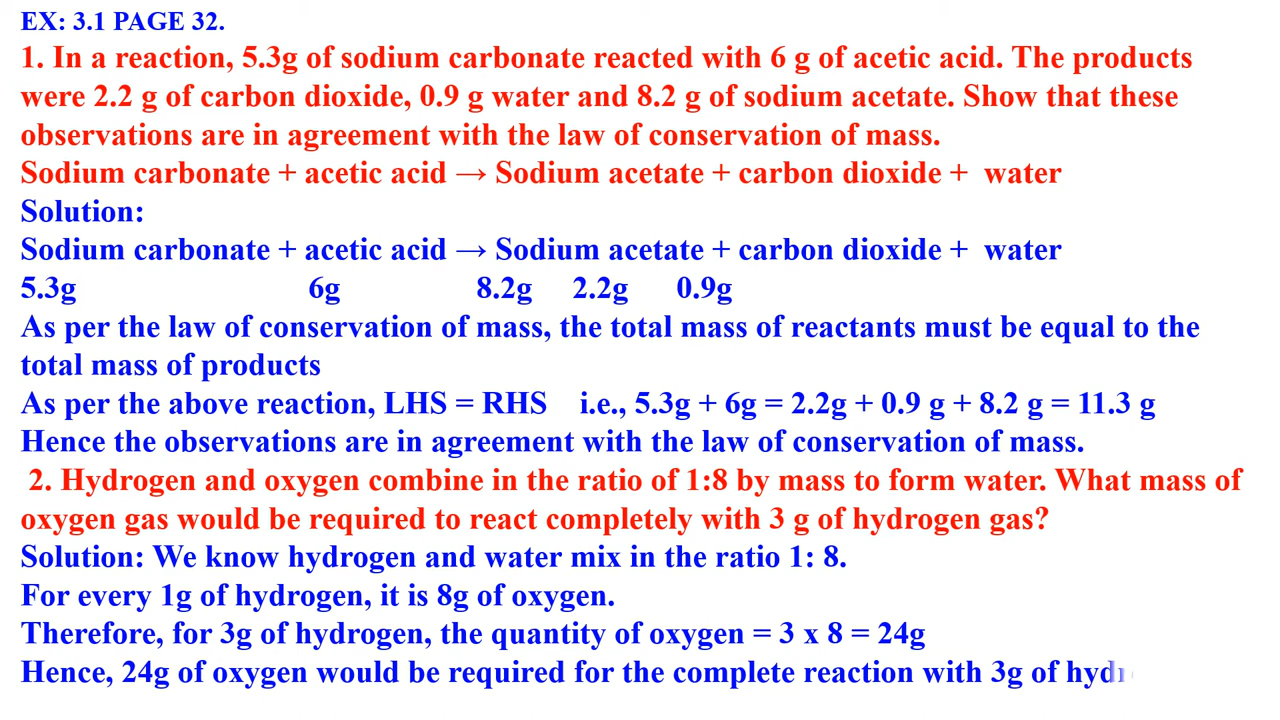 EX: 3.1 PAGE 32.
1. In a reaction, 5.3g of sodium carbonate reacted with 6 g of acetic acid. The products
were 2.2 g of carbon dioxide, 0.9 g water and 8.2 g of sodium acetate. Show that these
observations are in agreement with the law of conservation of mass.
Sodium carbonate + acetic acid → Sodium acetate + carbon dioxide + water
Solution:
Sodium carbonate + acetic acid → Sodium acetate + carbon dioxide + water
5.3g 6g 8.2g 2.2g 0.9g
As per the law of conservation of mass, the total mass of reactants must be equal to the
total mass of products
As per the above reaction, LHS = RHS i.e., 5.3g + 6g = 2.2g + 0.9 g + 8.2 g = 11.3 g
Hence the observations are in agreement with the law of conservation of mass.
2. Hydrogen and oxygen combine in the ratio of 1:8 by mass to form water. What mass of
oxygen gas would be required to react completely with 3 g of hydrogen gas?
Solution: We know hydrogen and water mix in the ratio 1: 8.
For every 1g of hydrogen, it is 8g of oxygen.
Therefore, for 3g of hydrogen, the quantity of oxygen = 3 x 8 = 24g
Hence, 24g of oxygen would be required for the complete reaction with 3g of